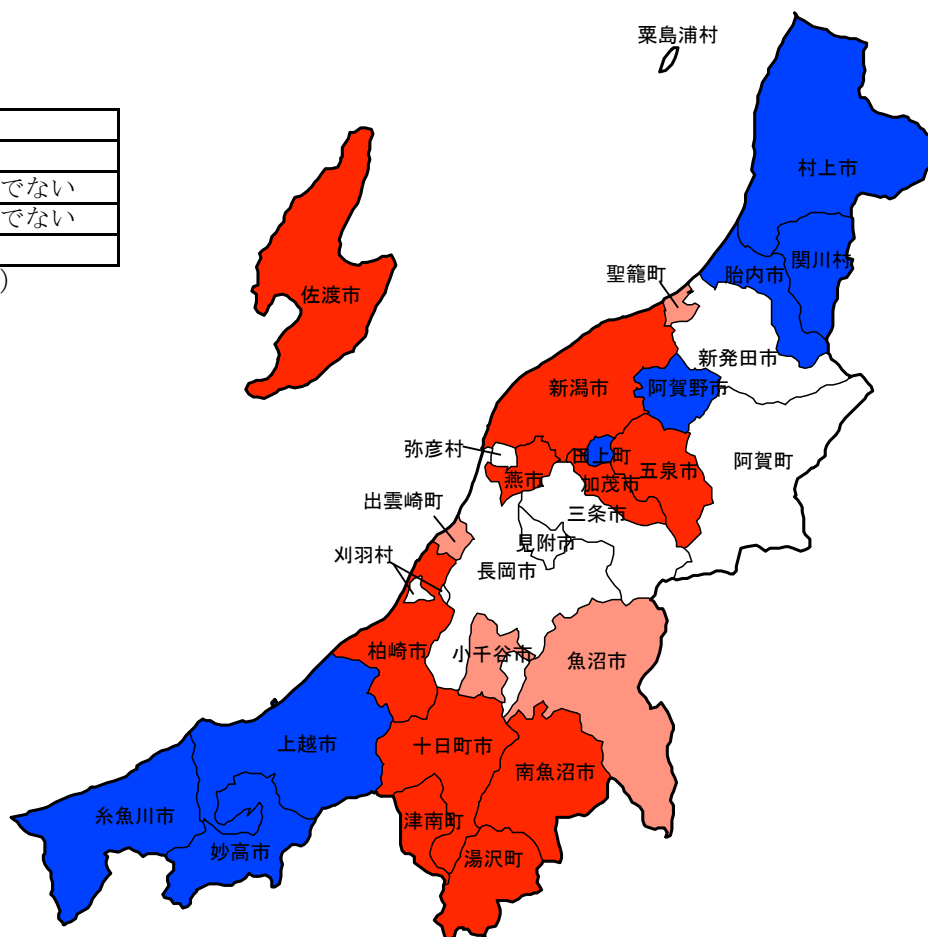 粟島浦村
村上市
でない
でない
)
関川村
胎内市
聖籠町
佐渡市
新発田市
新潟市
阿賀野市
弥彦村
田上町
阿賀町
五泉市
燕市
加茂市
出雲崎町
三条市
見附市
刈羽村
長岡市
柏崎市
小千谷市
魚沼市
上越市
十日町市
南魚沼市
糸魚川市
津南町
妙高市
湯沢町